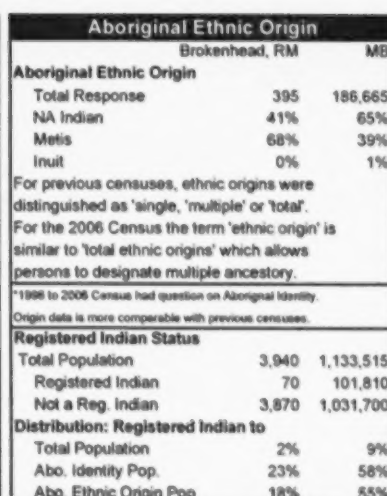 Aboriginal Ethnic Origin
Brokenhead, RM MB
Aboriginal Ethnic Origin
Total Response 395 186,665
NA Indian 41% 65%
Metis 68% 39%
Inuit 0% 1%
For previous censuses, ethnic origins were
distinguished as 'single, 'multiple' or 'total'.
For the 2006 Census the term 'ethnic origin' is
similar to 'total ethnic origins' which allows
persons to designate multiple ancestory.
*1996 to 2006 Census had question on Aboriginal Identity.
Origin data is more comparable with previous censuses.
Registered Indian Status
Total Population 3,940 1,133,515
Registered Indian 70 101,810
Not a Reg. Indian 3,870 1,031,700
Distribution: Registered Indian to
Total Population 2% 9%
Abo. Identity Pop. 23% 58%
Abo. Ethnic Origin Pop 18% 55%